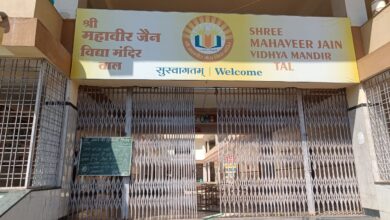 श्री
महावीर जैन
विद्या मंदिर
ताल
SHREE
MAHAVEER JAIN
VIDHYA MANDIR
TAL
सुस्वागतम् | Welcome